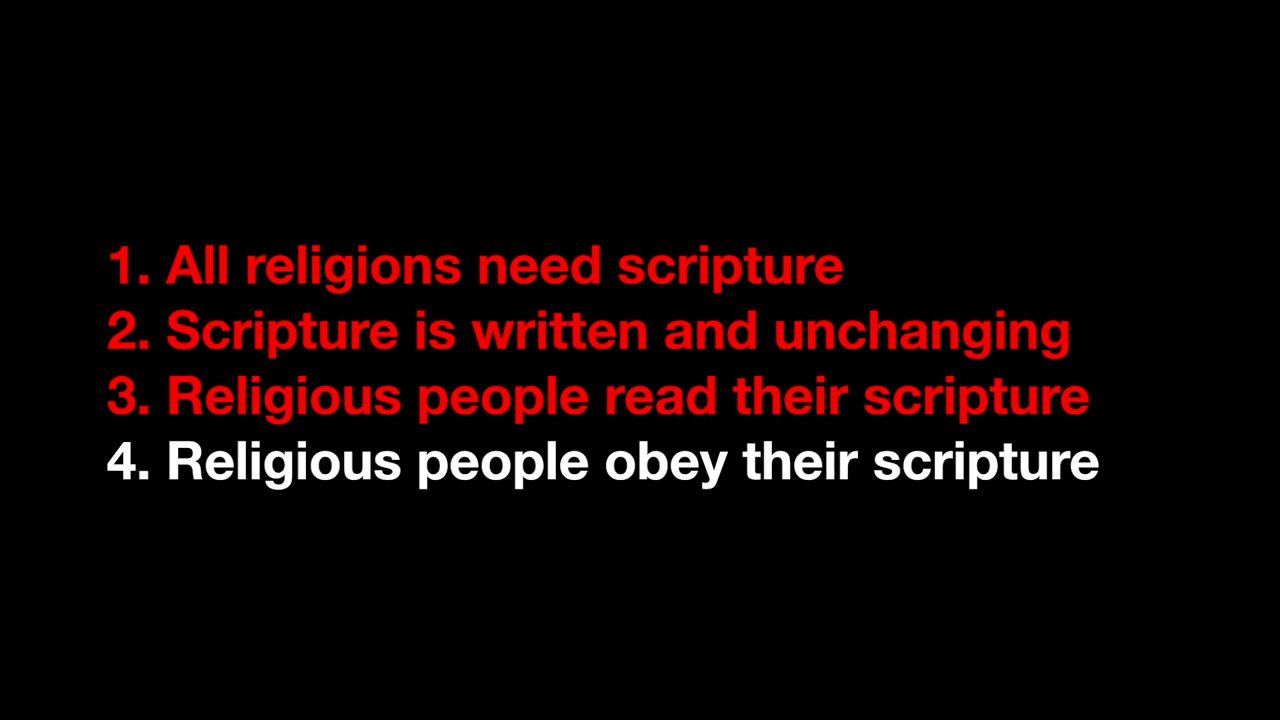 1. All religions need scripture
2. Scripture is written and unchanging
3. Religious people read their scripture
4. Religious people obey their scripture